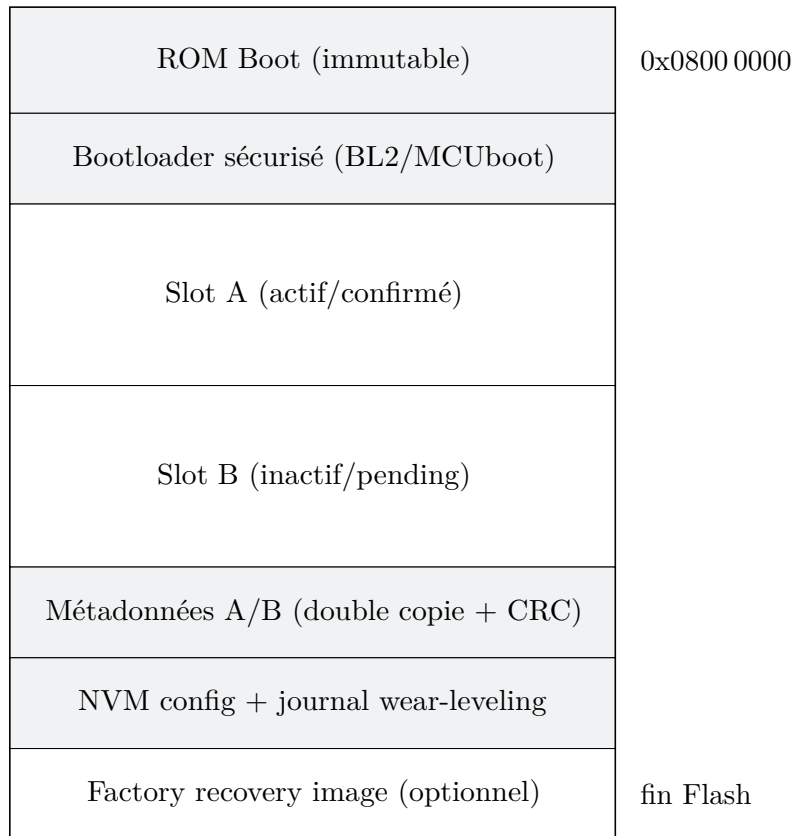 ROM Boot (immutable)
0x0800 0000
Bootloader sécurisé (BL2/MCUboot)
Slot A (actif/confirmé)
Slot B (inactif/pending)
Métadonnées A/B (double copie + CRC)
NVM config + journal wear-leveling
Factory recovery image (optionnel)
fin Flash